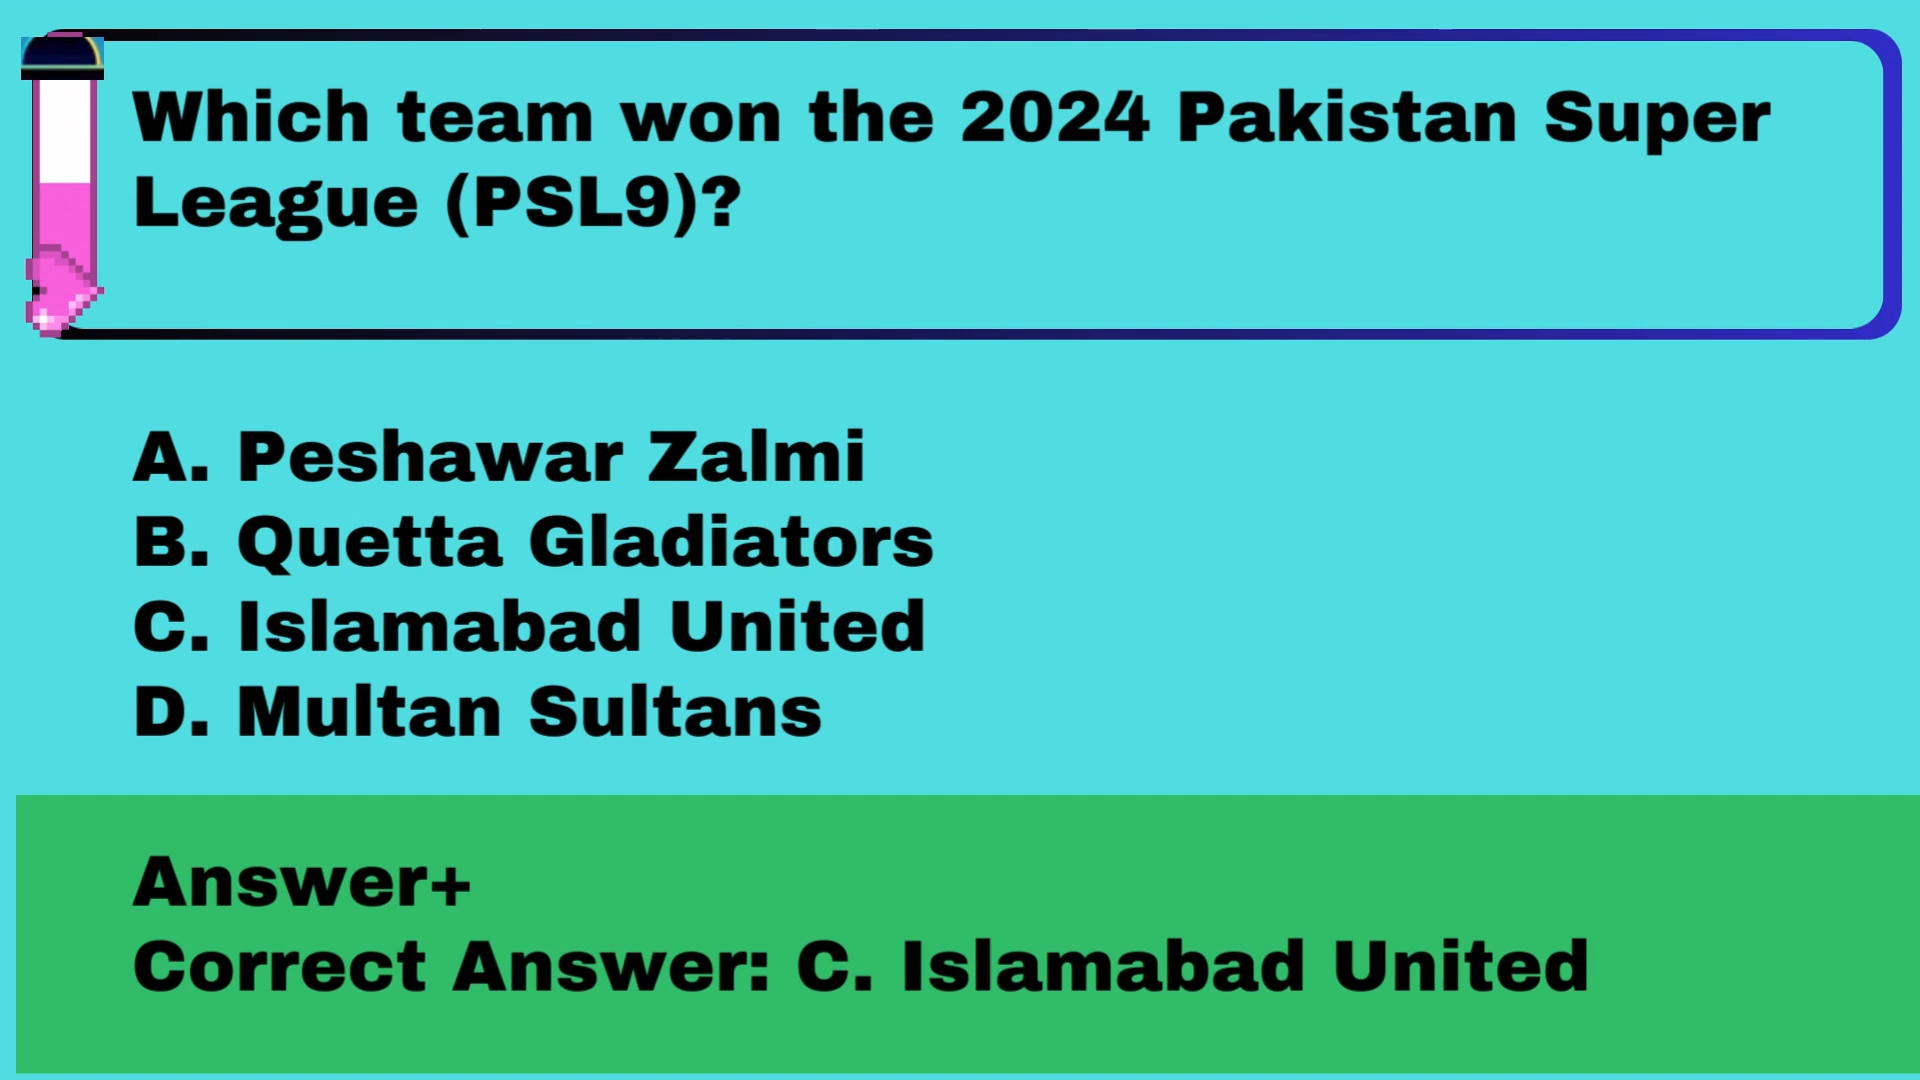 Which team won the 2024 Pakistan Super
League (PSL9)?
A. Peshawar Zalmi
B. Quetta Gladiators
C. Islamabad United
D. Multan Sultans
Answer+
Correct Answer: C. Islamabad United